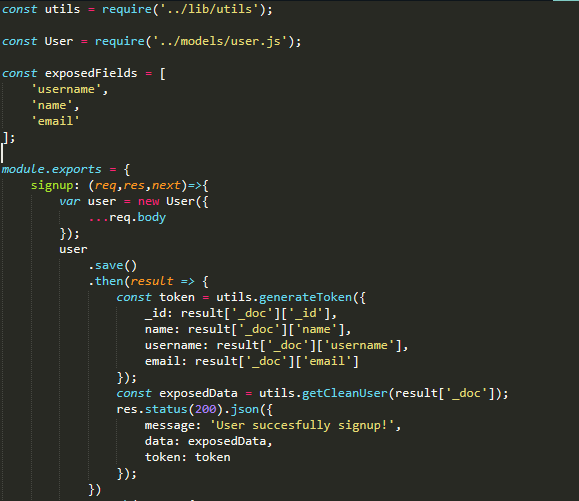 const utils = require('../lib/utils');
const User = require('../models/user.js');
const exposedFields = [
'username',
'name',
'email'
];
module.exports = {
signup: (req,res,next)=>{
var user = new User({
...req.body
});
user
.save()
.then(result => {
const token = utils.generateToken({
_id: result['_doc']['_id'],
name: result['_doc']['name'],
username: result['_doc']['username'],
email: result['_doc']['email']
});
const exposedData = utils.getCleanUser(result['_doc']);
res.status(200).json({
message: 'User succesfully signup!',
data: exposedData,
token: token
});
})